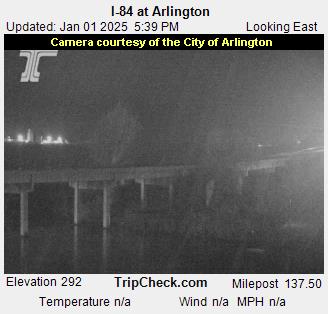 I-84 at Arlington
Updated: Jan 01 2025 5:39 PM Looking East
Camera courtesy of the City of Arlington
Elevation 292 TripCheck.com Milepost 137.50
Temperature n/a Wind n/a MPH n/a